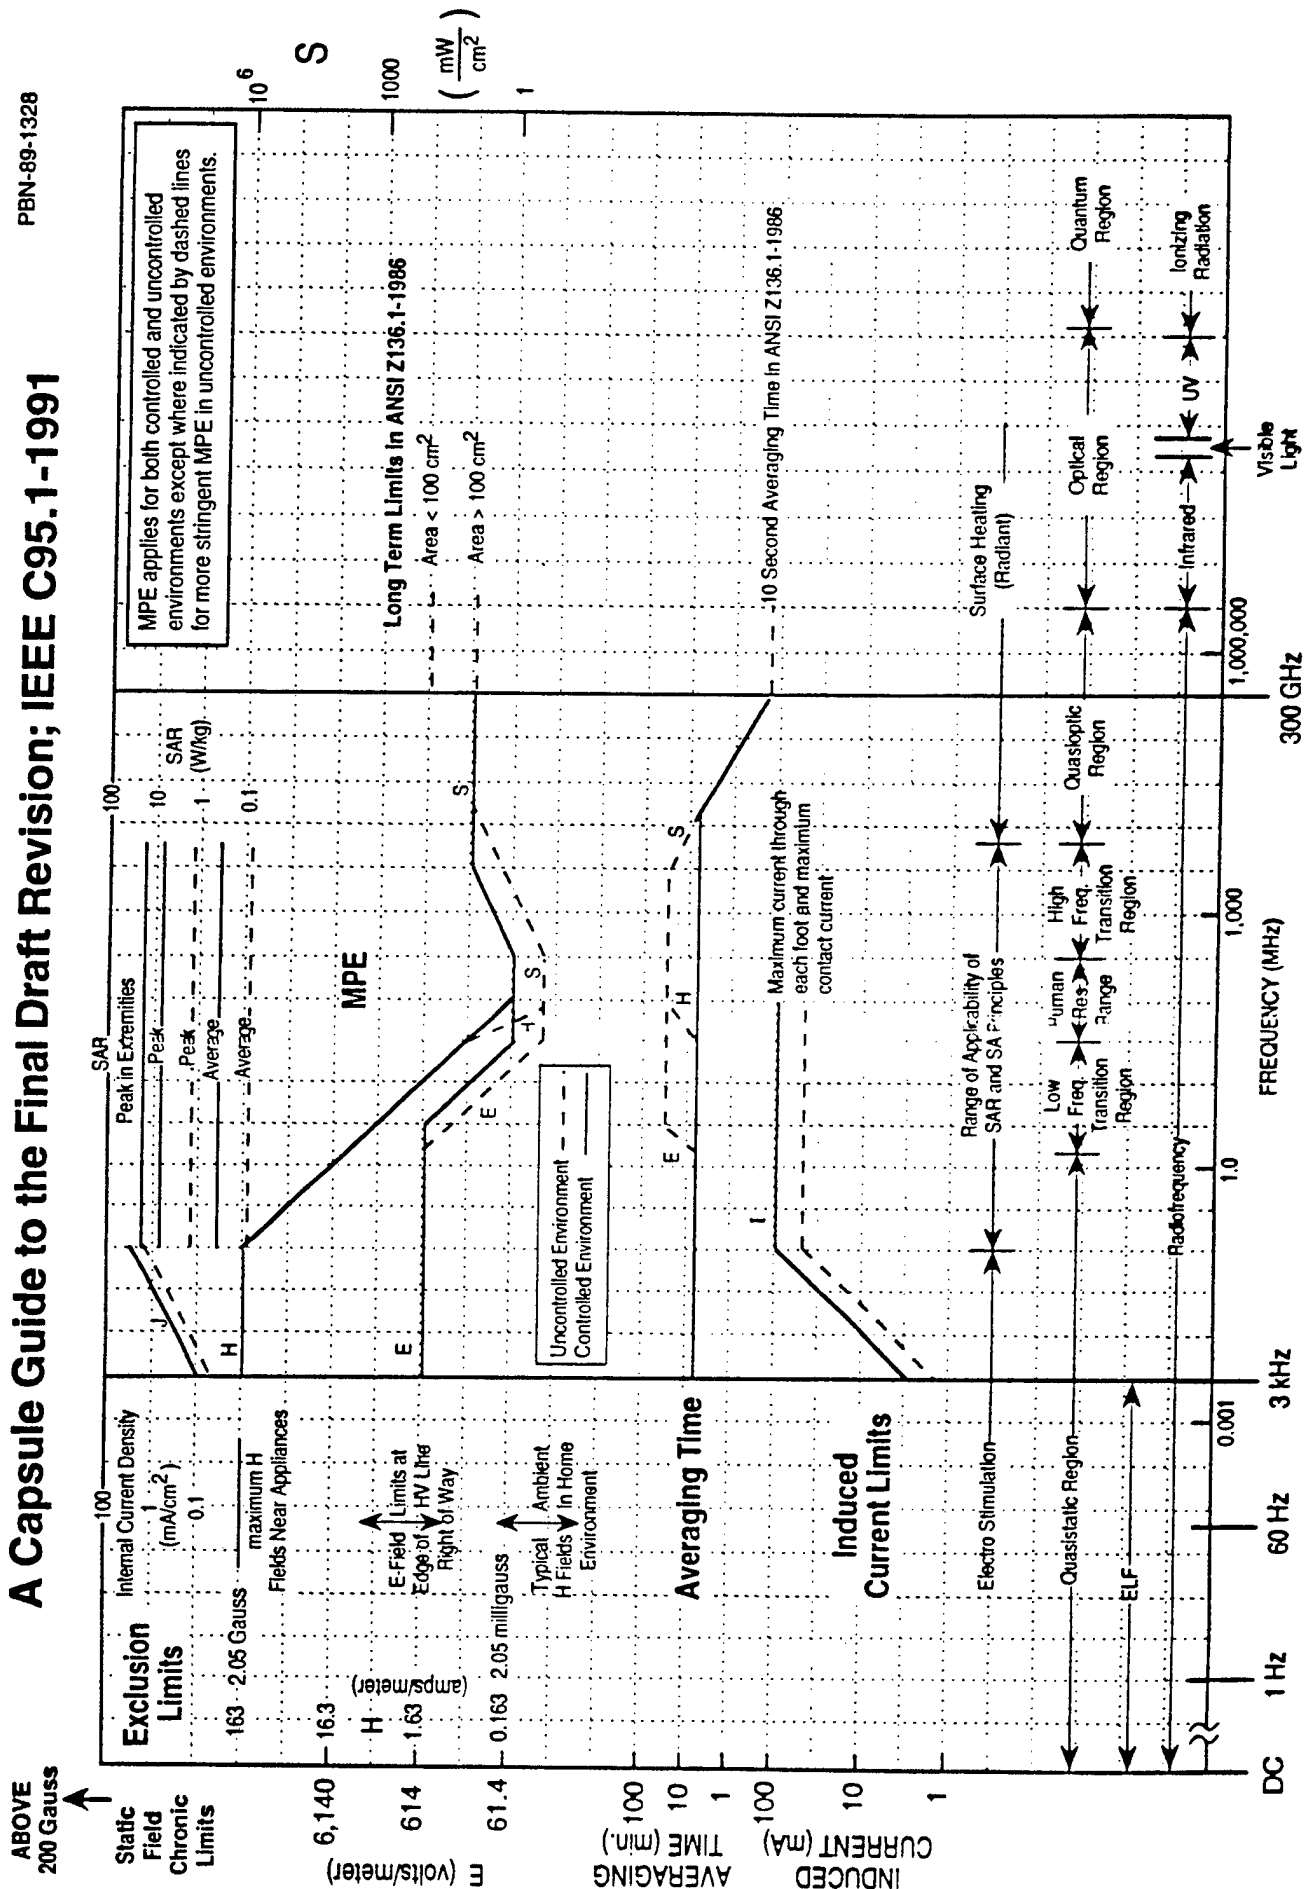 A Capsule Guide to the Final Draft Revision; IEEE C95.1-1991
PBN-89-1328
ABOVE
200 Gauss
Static
Field
Chronic
Limits
Exclusion
Limits
100
Internal Current Density
1
(mA/cm2)
0.1
163 2.05 Gauss
maximum H
Fields Near Appliances
16.3
H
(amps/meter)
1.63
E-Field Limits at
Edge of HV Line
Right of Way
0.163 2.05 milligauss
Typical Ambient
H Fields In Home
Environment
6,140
614
61.4
E (volts/meter)
100
10
1
AVERAGING
TIME (min.)
100
10
1
INDUCED
CURRENT (mA)
SAR
Peak in Extremities
Peak
Peak
Average
Average
100
10
1
0.1
SAR
(W/kg)
J
H
E
MPE
E
H
S
S
Uncontrolled Environment
Controlled Environment
MPE applies for both controlled and uncontrolled
environments except where indicated by dashed lines
for more stringent MPE in uncontrolled environments.
Long Term Limits in ANSI Z136.1-1986
Area < 100 cm2
Area > 100 cm2
10 6
1000
1
S
(mW
cm2)
Averaging Time
E
H
S
10 Second Averaging Time in ANSI Z136.1-1986
Induced
Current Limits
I
Maximum current through
each foot and maximum
contact current
Electro Stimulation
Range of Applicability of
SAR and SA Principles
Surface Heating
(Radiant)
Quasistatic Region
Low
Freq.
Transition
Region
Human
Res.
Range
High
Freq.
Transition
Region
Quasioptic
Region
Optical
Region
Quantum
Region
ELF
Radiofrequency
Infrared
UV
Ionizing
Radiation
Visible
Light
0.001
1.0
1,000
1,000,000
DC
1 Hz
60 Hz
3 kHz
FREQUENCY (MHz)
300 GHz